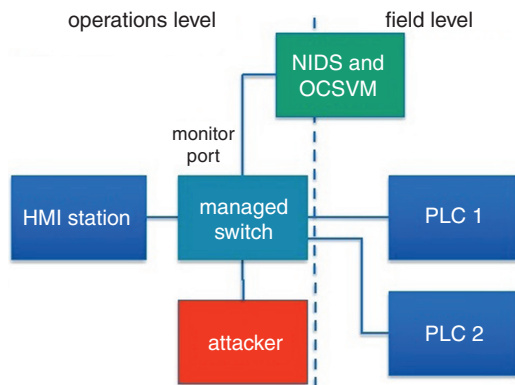 operations level
field level
NIDS and
OCSVM
monitor
port
HMI station
managed
switch
PLC 1
attacker
PLC 2